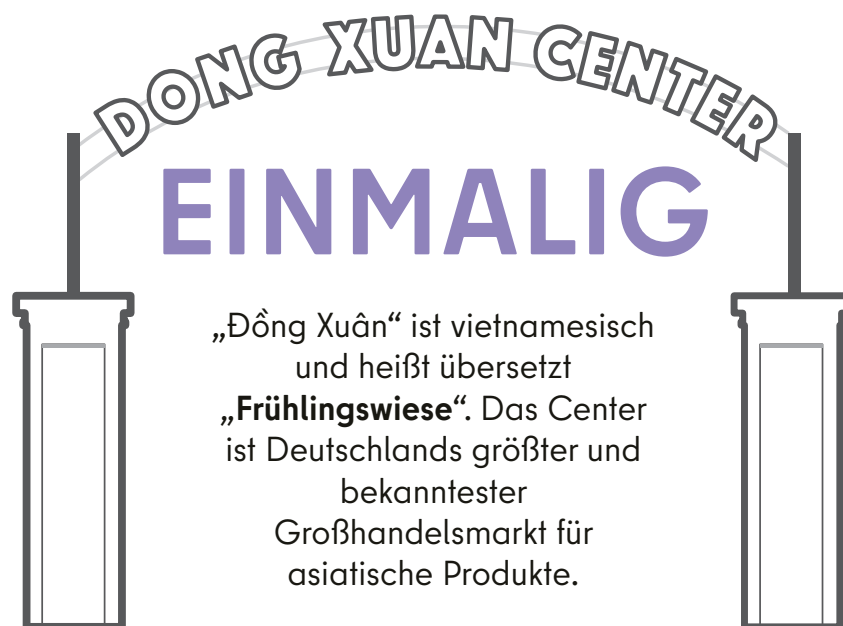 DONG XUAN CENTER
EINMALIG
„Đồng Xuân“ ist vietnamesisch
und heißt übersetzt
„Frühlingswiese“. Das Center
ist Deutschlands größter und
bekanntester
Großhandelsmarkt für
asiatische Produkte.